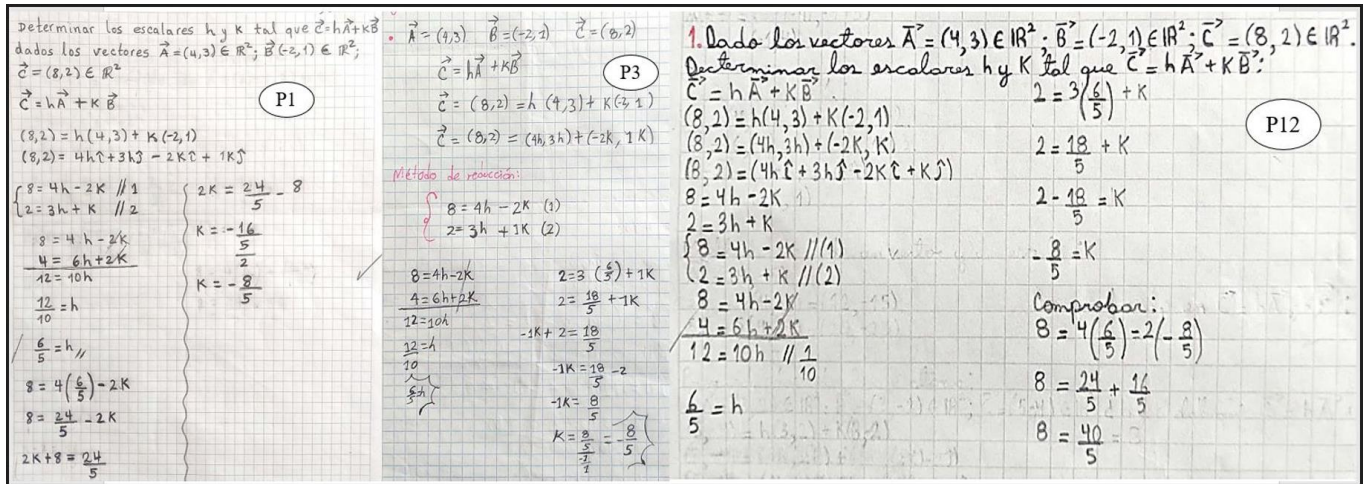 Determinar los escalares h y K tal que C⃗=hA⃗+KB⃗
dados los vectores A⃗=(4,3) ∈ ℝ²; B⃗(-2,1) ∈ ℝ²;
C⃗=(8,2) ∈ ℝ²
C⃗=hA⃗+K B⃗
P1
(8,2)=h(4,3)+K(-2,1)
(8,2)= 4hî+3hĵ - 2Kî + 1Kĵ
8=4h-2K //1
2=3h+K //2
8=4h-2K
4= 6h+2K
12=10h
12/10=h
6/5=h,,
8=4(6/5)-2K
8=24/5-2K
2K+8=24/5
2K=24/5-8
K=-16/5/2
K=-8/5
A⃗=(4,3) B⃗=(-2,1) C⃗=(8,2)
C⃗=hA⃗+KB⃗
P3
C⃗=(8,2)=h(4,3)+K(-2,1)
C⃗=(8,2)=(4h,3h)+(-2K,1K)
Método de reducción:
8=4h-2K (1)
2=3h+1K (2)
8=4h-2K
4=6h+2K
12=10h
12/10=h
6/5=h
2=3(6/5)+1K
2=18/5+1K
-1K+2=18/5
-1K=18/5-2
-1K=8/5
K=8/5/-1/1=-8/5
1. Dado los vectores A⃗=(4,3)∈ℝ²; B⃗=(-2,1)∈ℝ²; C⃗=(8,2)∈ℝ².
Determinar los escalares h y K tal que C⃗=hA⃗+KB⃗:
C⃗=hA⃗+KB⃗
(8,2)=h(4,3)+K(-2,1)
(8,2)=(4h,3h)+(-2K,K)
(8,2)=(4hî+3hĵ-2Kî+Kĵ)
8=4h-2K
2=3h+K
8=4h-2K //(1)
2=3h+K //(2)
8=4h-2K
4=6h+2K
12=10h //1/10
6/5=h
2=3(6/5)+K
P12
2=18/5+K
2-18/5=K
-8/5=K
Comprobar:
8=4(6/5)=2(-8/5)
8=24/5+16/5
8=40/5